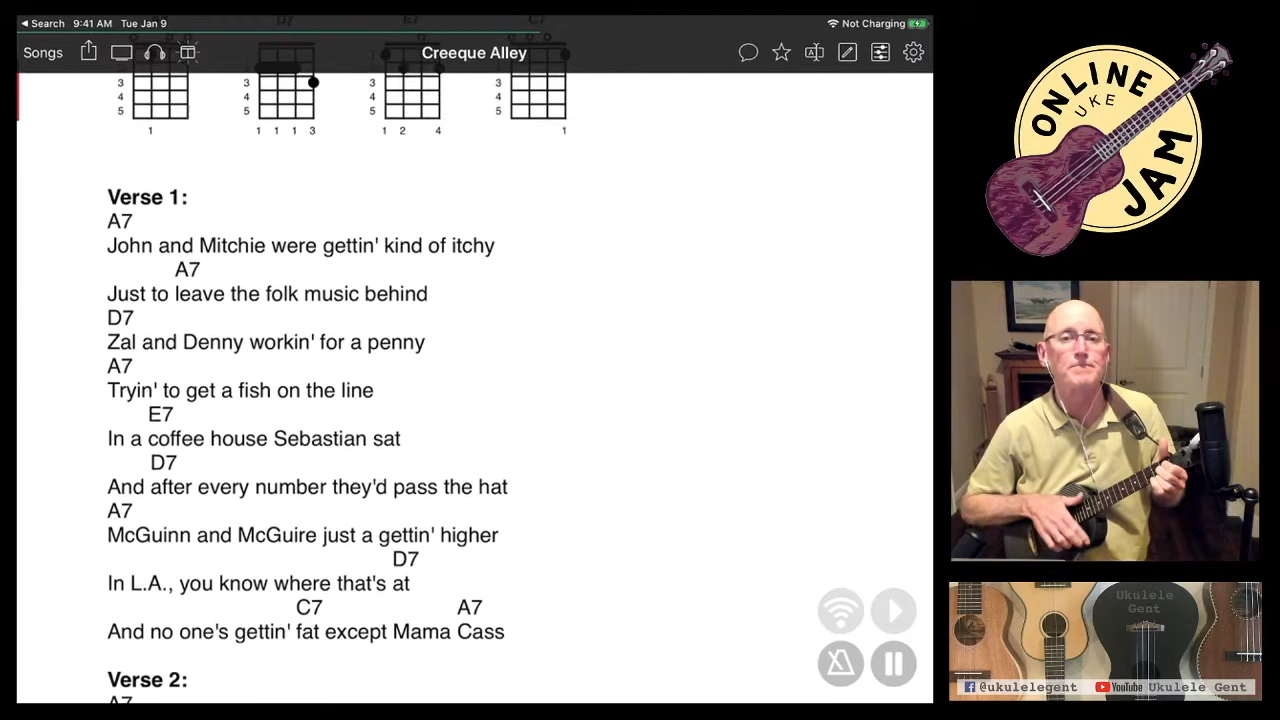 Search 9:41 AM Tue Jan 9 Not Charging
Songs Creeque Alley
D7 E7 C7
3 3 3 3
4 4 4 4
5 5 5 5
1 1 1 1 3 1 2 4 1
Verse 1:
A7
John and Mitchie were gettin' kind of itchy
A7
Just to leave the folk music behind
D7
Zal and Denny workin' for a penny
A7
Tryin' to get a fish on the line
E7
In a coffee house Sebastian sat
D7
And after every number they'd pass the hat
A7
McGuinn and McGuire just a gettin' higher
D7
In L.A., you know where that's at
C7 A7
And no one's gettin' fat except Mama Cass
Verse 2:
A7
ONLINE
UKE
JAM
Ukulele
Gent
@ukulelegent YouTube Ukulele Gent